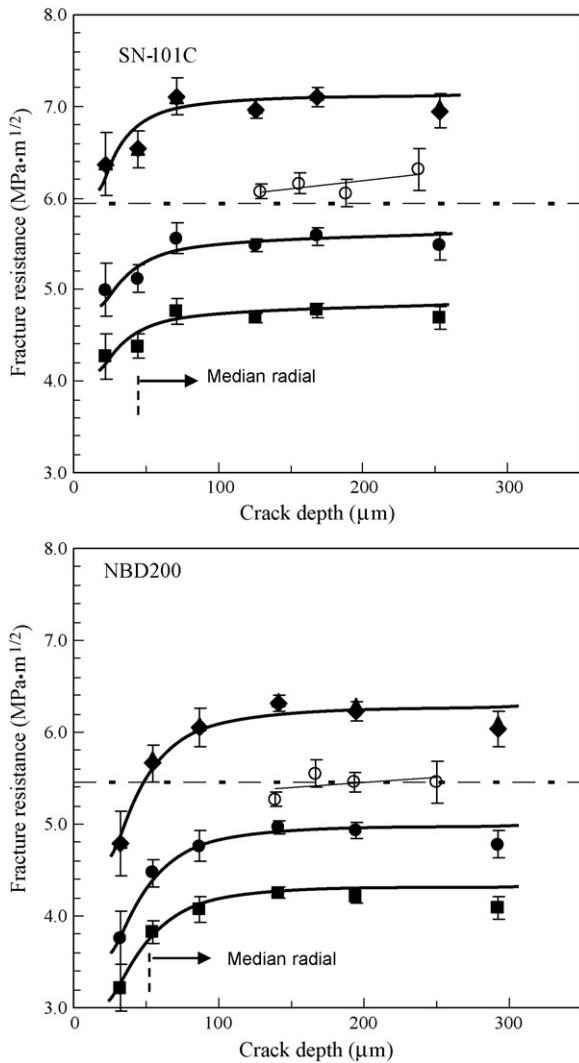 SN-101C
8.0
7.0
6.0
5.0
4.0
3.0
Fracture resistance (MPa•m1/2)
Median radial
0 100 200 300
Crack depth (μm)
NBD200
8.0
7.0
6.0
5.0
4.0
3.0
Fracture resistance (MPa•m1/2)
Median radial
0 100 200 300
Crack depth (μm)